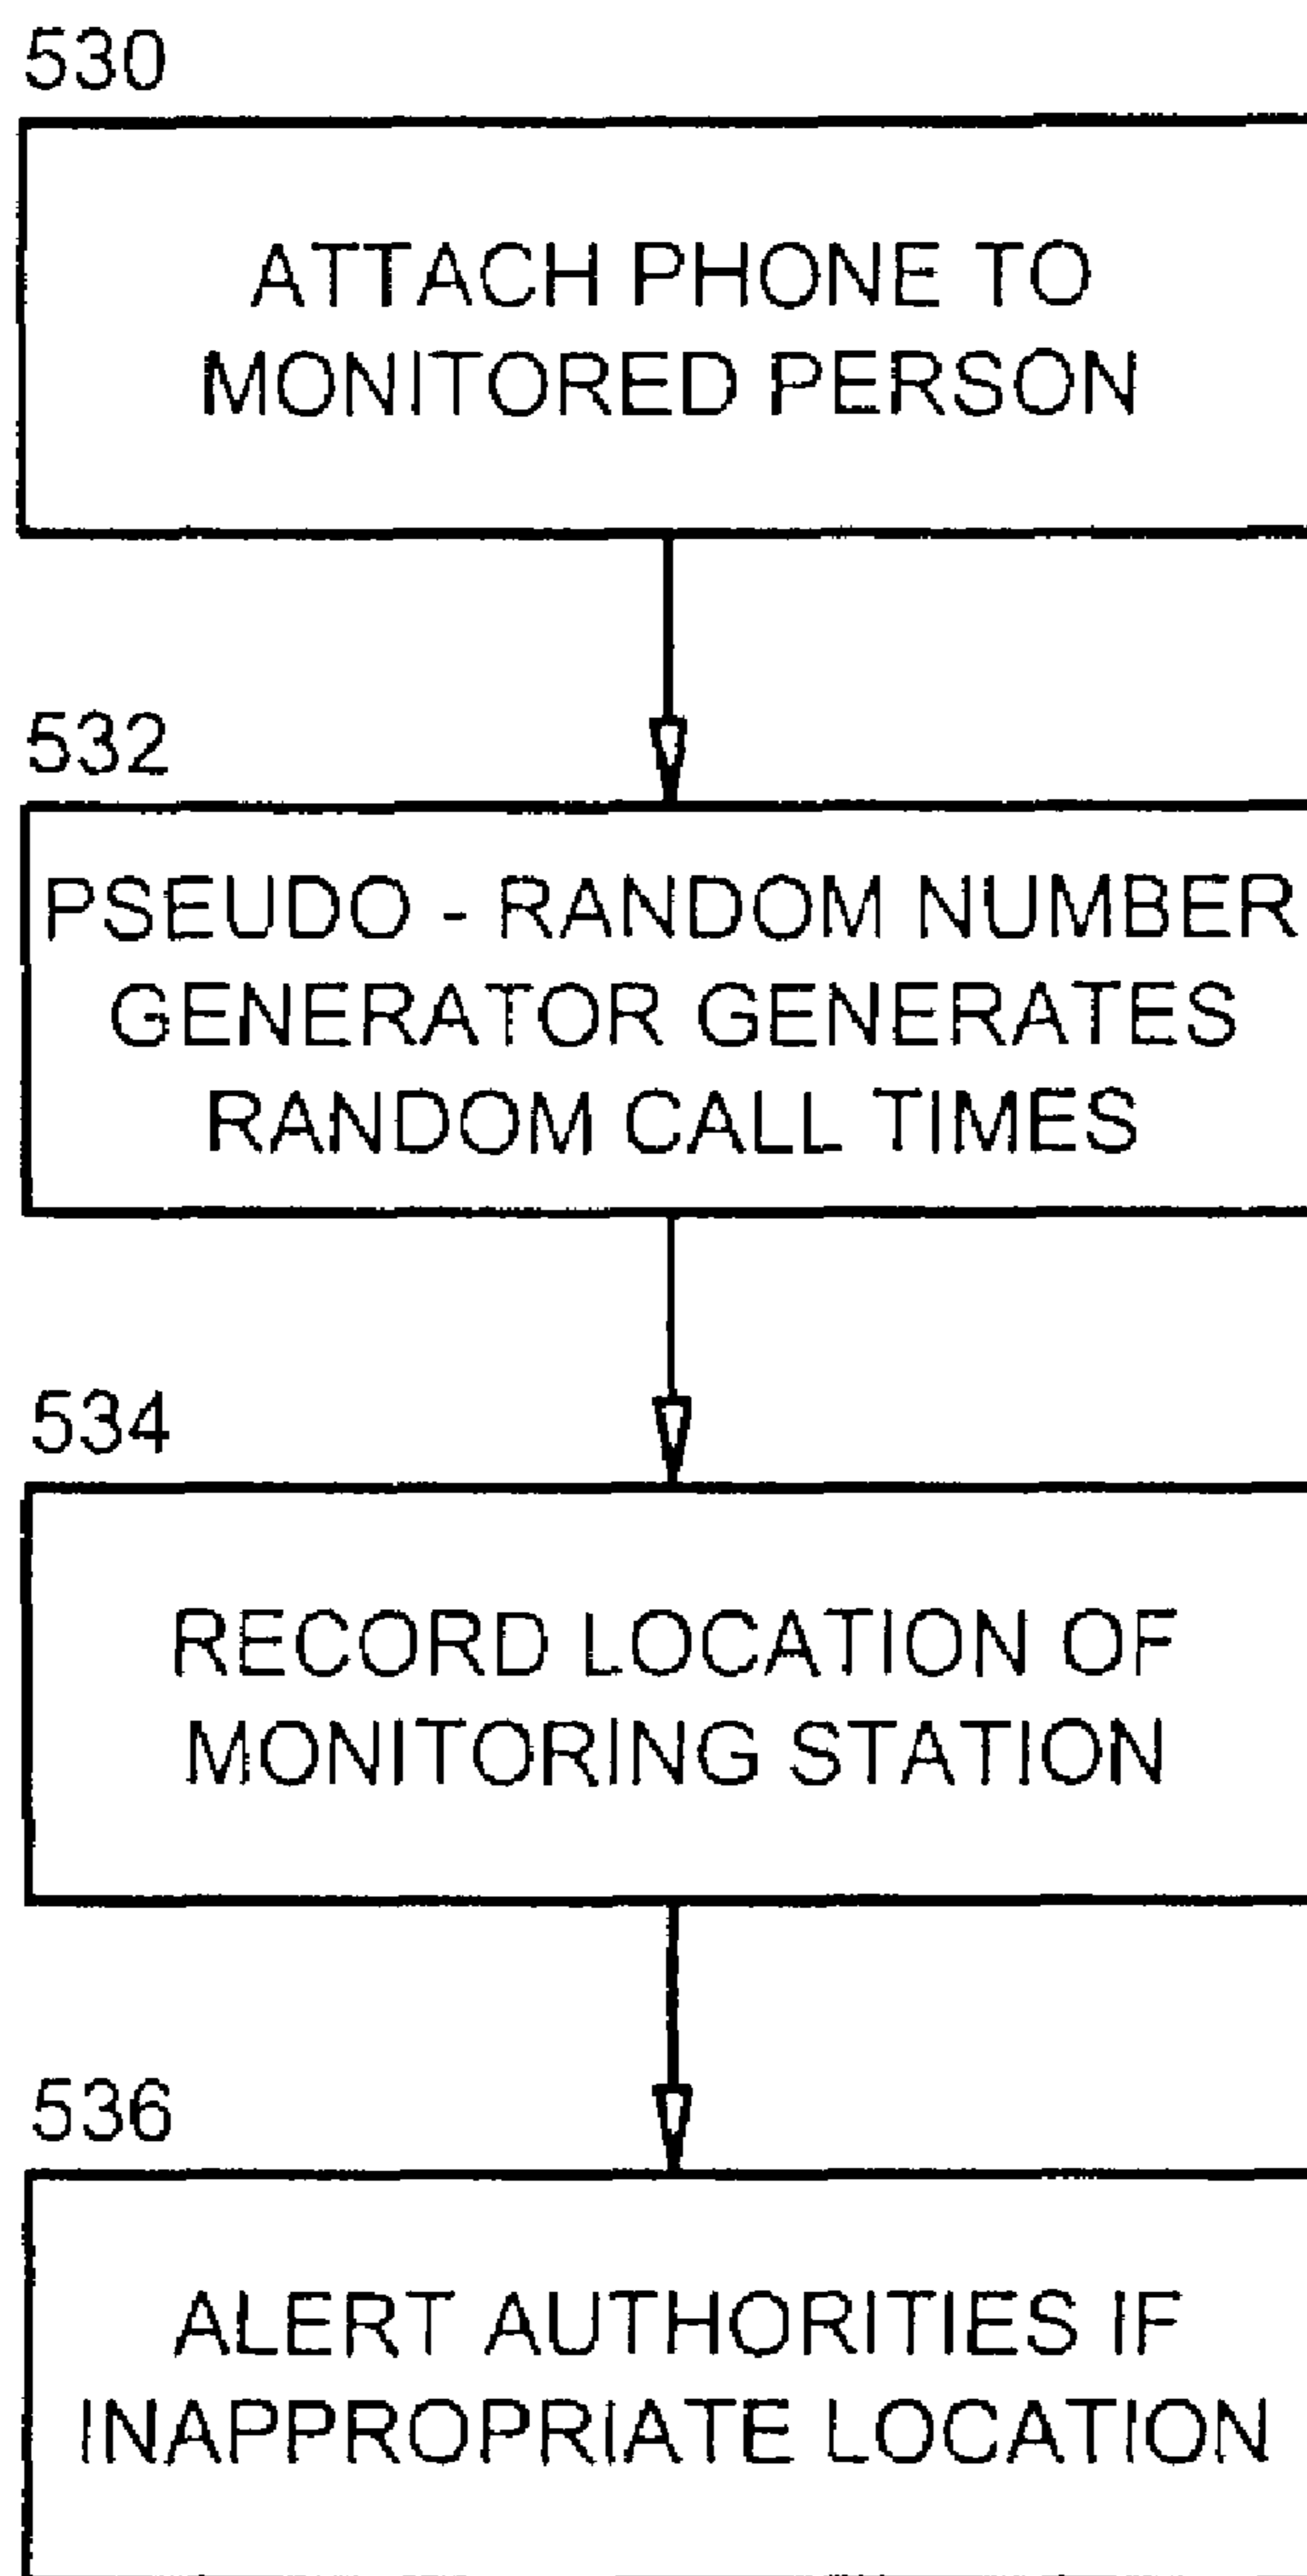 530
ATTACH PHONE TO
MONITORED PERSON
532
PSEUDO - RANDOM NUMBER
GENERATOR GENERATES
RANDOM CALL TIMES
534
RECORD LOCATION OF
MONITORING STATION
536
ALERT AUTHORITIES IF
INAPPROPRIATE LOCATION